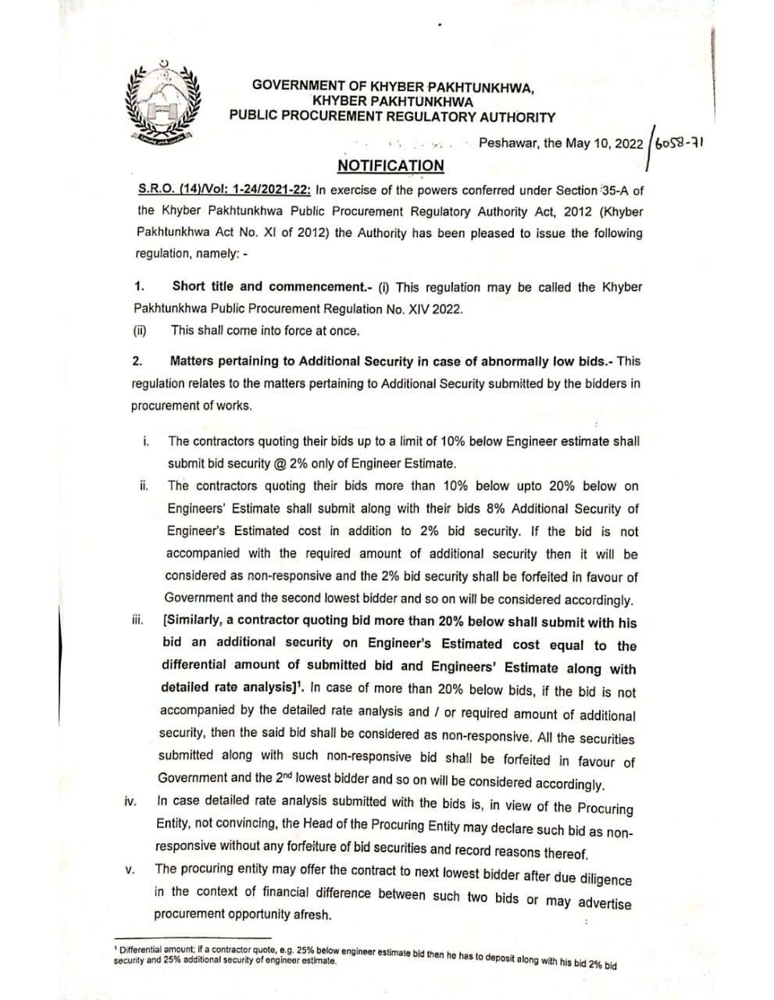 GOVERNMENT OF KHYBER PAKHTUNKHWA,
KHYBER PAKHTUNKHWA
PUBLIC PROCUREMENT REGULATORY AUTHORITY
Peshawar, the May 10, 2022 /6058-71
NOTIFICATION
S.R.O. (14)/Vol: 1-24/2021-22: In exercise of the powers conferred under Section 35-A of
the Khyber Pakhtunkhwa Public Procurement Regulatory Authority Act, 2012 (Khyber
Pakhtunkhwa Act No. XI of 2012) the Authority has been pleased to issue the following
regulation, namely: -
1. Short title and commencement.- (i) This regulation may be called the Khyber
Pakhtunkhwa Public Procurement Regulation No. XIV 2022.
(ii) This shall come into force at once.
2. Matters pertaining to Additional Security in case of abnormally low bids.- This
regulation relates to the matters pertaining to Additional Security submitted by the bidders in
procurement of works.
i. The contractors quoting their bids up to a limit of 10% below Engineer estimate shall
submit bid security @ 2% only of Engineer Estimate.
ii. The contractors quoting their bids more than 10% below upto 20% below on
Engineers' Estimate shall submit along with their bids 8% Additional Security of
Engineer's Estimated cost in addition to 2% bid security. If the bid is not
accompanied with the required amount of additional security then it will be
considered as non-responsive and the 2% bid security shall be forfeited in favour of
Government and the second lowest bidder and so on will be considered accordingly.
iii. [Similarly, a contractor quoting bid more than 20% below shall submit with his
bid an additional security on Engineer's Estimated cost equal to the
differential amount of submitted bid and Engineers' Estimate along with
detailed rate analysis]¹. In case of more than 20% below bids, if the bid is not
accompanied by the detailed rate analysis and / or required amount of additional
security, then the said bid shall be considered as non-responsive. All the securities
submitted along with such non-responsive bid shall be forfeited in favour of
Government and the 2nd lowest bidder and so on will be considered accordingly.
iv. In case detailed rate analysis submitted with the bids is, in view of the Procuring
Entity, not convincing, the Head of the Procuring Entity may declare such bid as non-
responsive without any forfeiture of bid securities and record reasons thereof.
v. The procuring entity may offer the contract to next lowest bidder after due diligence
in the context of financial difference between such two bids or may advertise
procurement opportunity afresh.
¹ Differential amount; if a contractor quote, e.g. 25% below engineer estimate bid then he has to deposit along with his bid 2% bid
security and 25% additional security of engineer estimate.